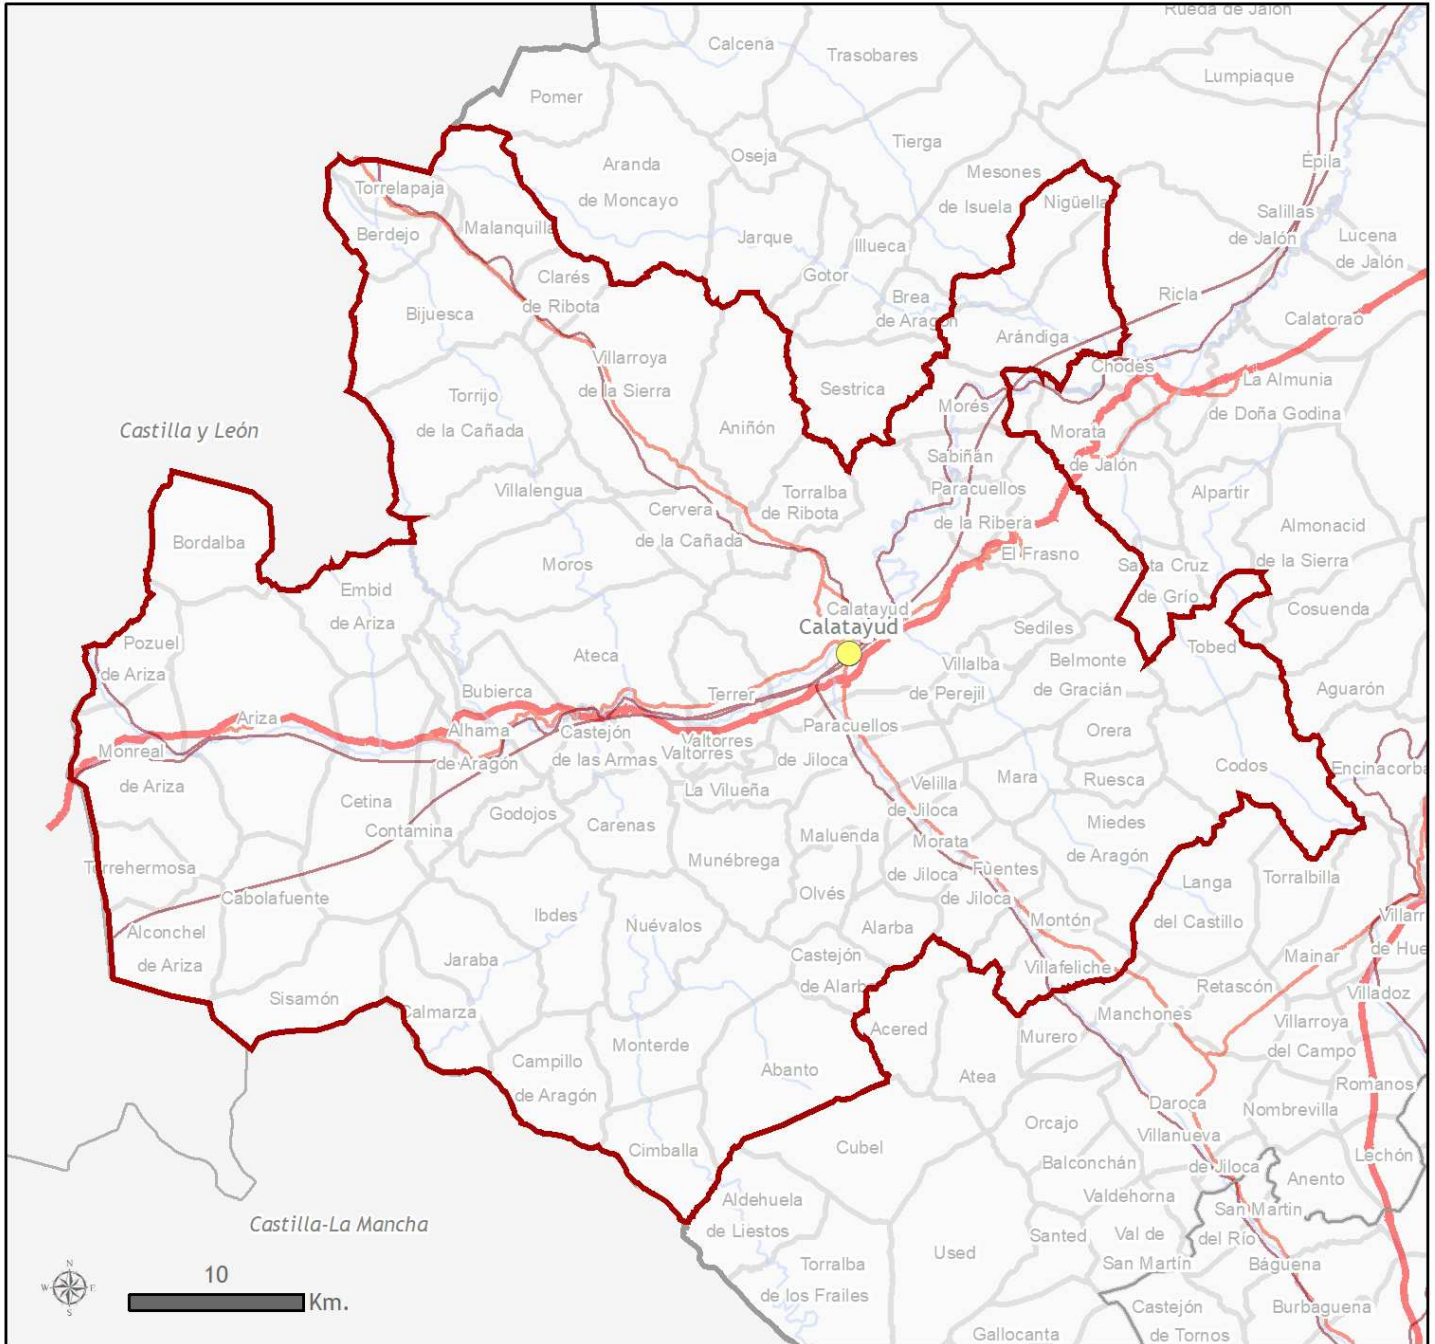 Rueda de Jalón
Calcena
Trasobares
Lumpiaque
Pomer
Tierga
Oseja
Épila
Aranda
de Moncayo
Mesones
de Isuela
Nigüella
Torrelapaja
Salillas
de Jalón
Malanquilla
Berdejo
Jarque
Illueca
Lucena
de Jalón
Clarés
de Ribota
Gotor
Brea
de Aragón
Ricla
Bijuesca
Calatorao
Arándiga
Villarroya
de la Sierra
Chodes
La Almunia
de Doña Godina
Sestrica
Torrijo
de la Cañada
Morés
Castilla y León
Aniñón
Morata
de Jalón
Sabiñán
Villalengua
Torralba
de Ribota
Paracuellos
de la Ribera
Alpartir
Cervera
de la Cañada
Almonacid
de la Sierra
Bordalba
El Frasno
Moros
Santa Cruz
de Grío
Embid
de Ariza
Calatayud
Calatayud
Cosuenda
Sediles
Pozuel
de Ariza
Tobed
Ateca
Villalba
de Perejil
Belmonte
de Gracián
Bubierca
Terrer
Aguarón
Ariza
Alhama
de Aragón
Castejón
de las Armas
Valtorres
Valtorres
Paracuellos
de Jiloca
Orera
Monreal
de Ariza
Codos
Encinacorba
Mara
Ruesca
Velilla
de Jiloca
La Vilueña
Cetina
Godojos
Carenas
Contamina
Maluenda
Morata
de Jiloca
Miedes
de Aragón
Munébrega
Torrehermosa
Fuentes
de Jiloca
Langa
del Castillo
Torralbilla
Cabolafuente
Olvés
Ibdes
Nuévalos
Alarba
Montón
Villarr
de Hue
Alconchel
de Ariza
Jaraba
Castejón
de Alarba
Mainar
Villafeliche
Sisamón
Retascón
Villadoz
Calmarza
Acered
Manchones
Murero
Villarroya
del Campo
Monterde
Campillo
de Aragón
Abanto
Atea
Romanos
Daroca
Nombrevilla
Orcajo
Cimballa
Cubel
Villanueva
de Jiloca
Lechón
Balconchán
Anento
Aldehuela
de Liestos
Valdehorna
San Martin
del Río
Castilla-La Mancha
Santed
Val de
San Martín
Used
Torralba
de los Frailes
Báguena
N
W E
S
10
Km.
Castejón
de Tornos
Burbaguena
Gallocanta